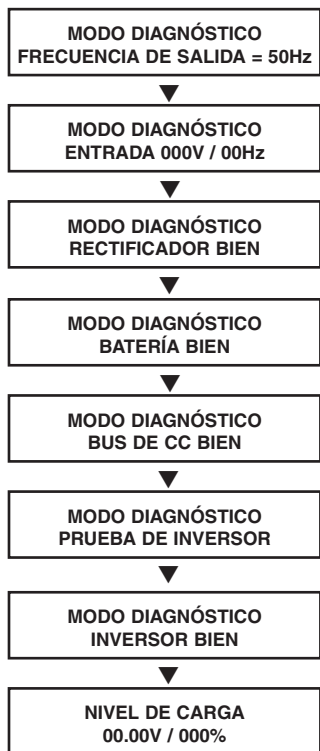 MODO DIAGNÓSTICO
FRECUENCIA DE SALIDA = 50Hz
MODO DIAGNÓSTICO
ENTRADA 000V / 00Hz
MODO DIAGNÓSTICO
RECTIFICADOR BIEN
MODO DIAGNÓSTICO
BATERÍA BIEN
MODO DIAGNÓSTICO
BUS DE CC BIEN
MODO DIAGNÓSTICO
PRUEBA DE INVERSOR
MODO DIAGNÓSTICO
INVERSOR BIEN
NIVEL DE CARGA
00.00V / 000%